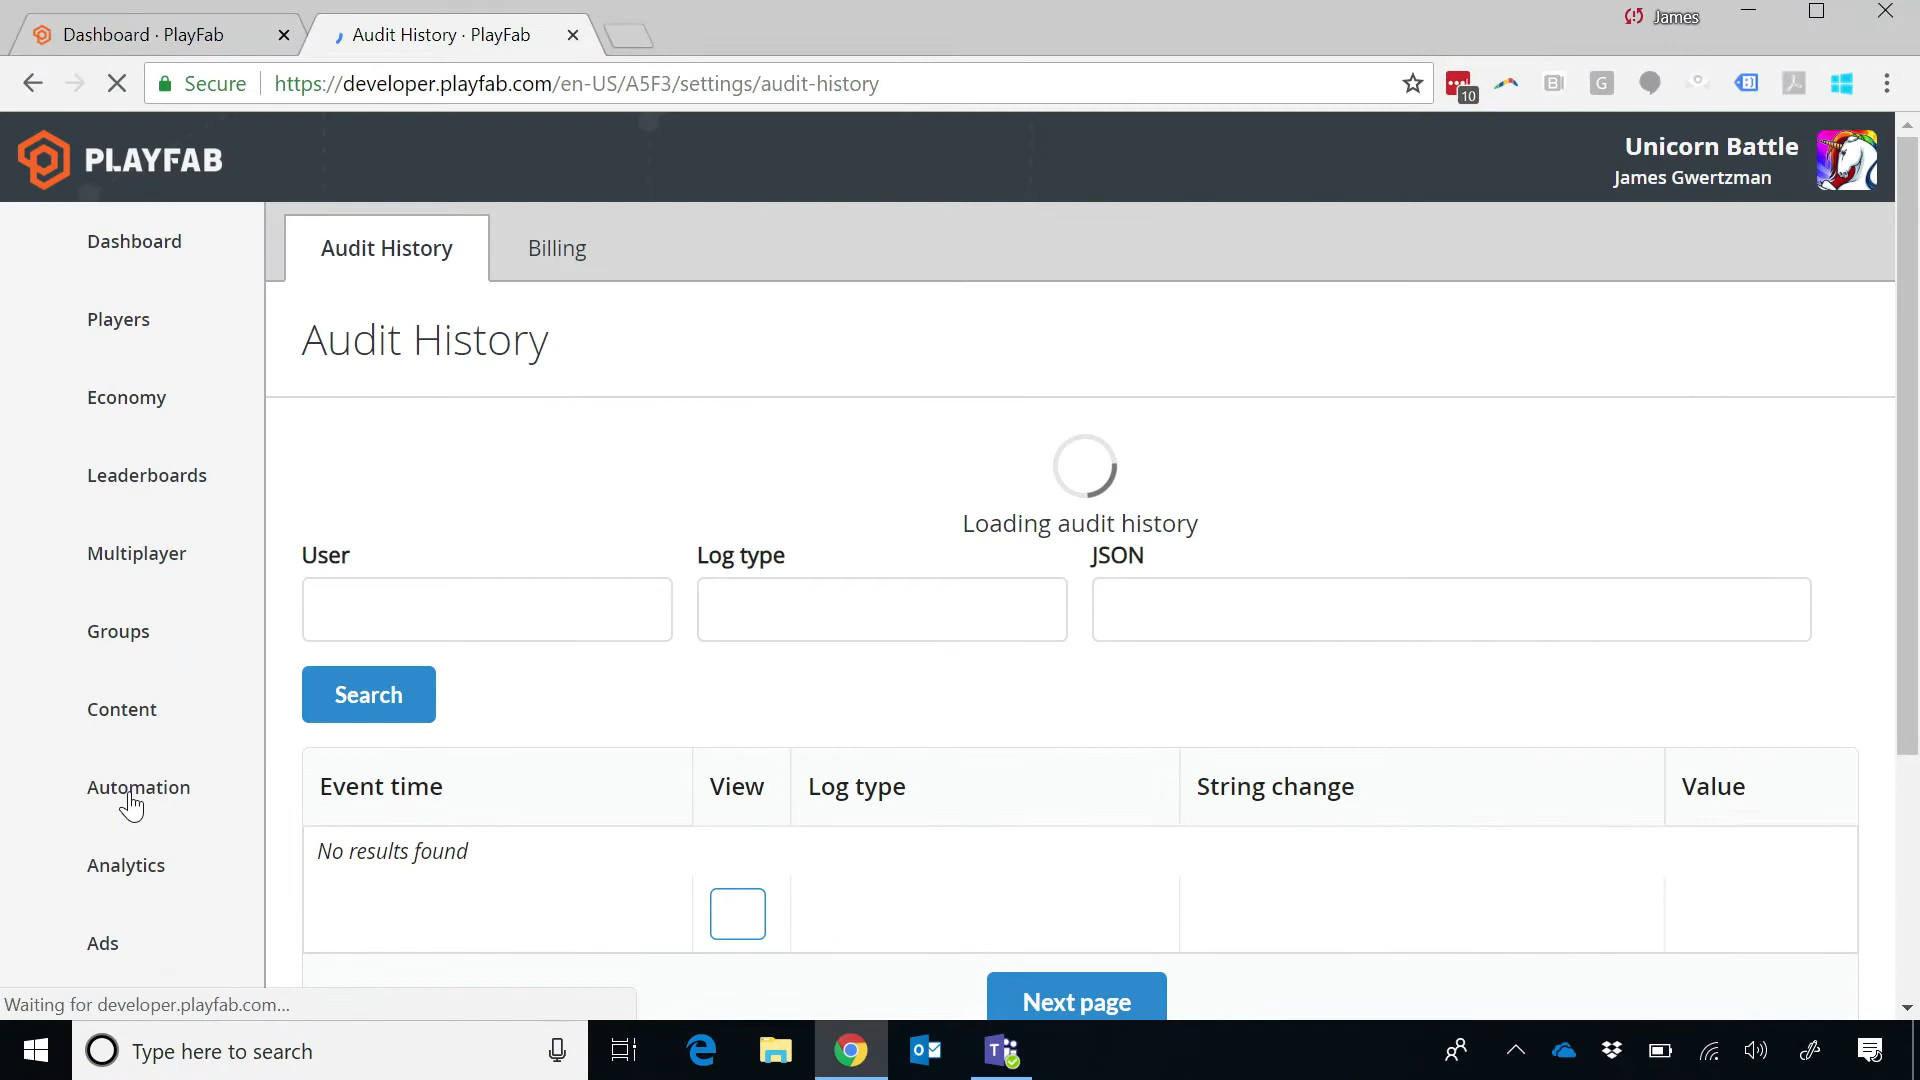 Dashboard · PlayFab
Audit History · PlayFab
James
Secure
https://developer.playfab.com/en-US/A5F3/settings/audit-history
10
PLAYFAB
Unicorn Battle
James Gwertzman
Dashboard
Players
Economy
Leaderboards
Multiplayer
Groups
Content
Automation
Analytics
Ads
Audit History
Billing
Audit History
Loading audit history
User
Log type
JSON
Search
Event time
View
Log type
String change
Value
No results found
Next page
Waiting for developer.playfab.com...
Type here to search